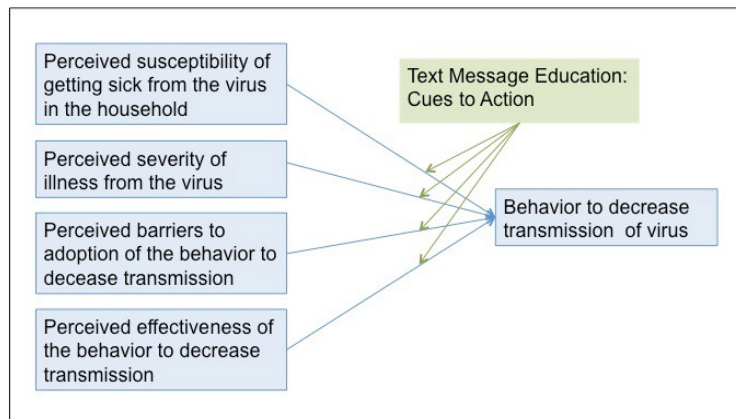 Perceived susceptibility of
getting sick from the virus
in the household
Text Message Education:
Cues to Action
Perceived severity of
illness from the virus
Behavior to decrease
transmission of virus
Perceived barriers to
adoption of the behavior to
decease transmission
Perceived effectiveness of
the behavior to decrease
transmission